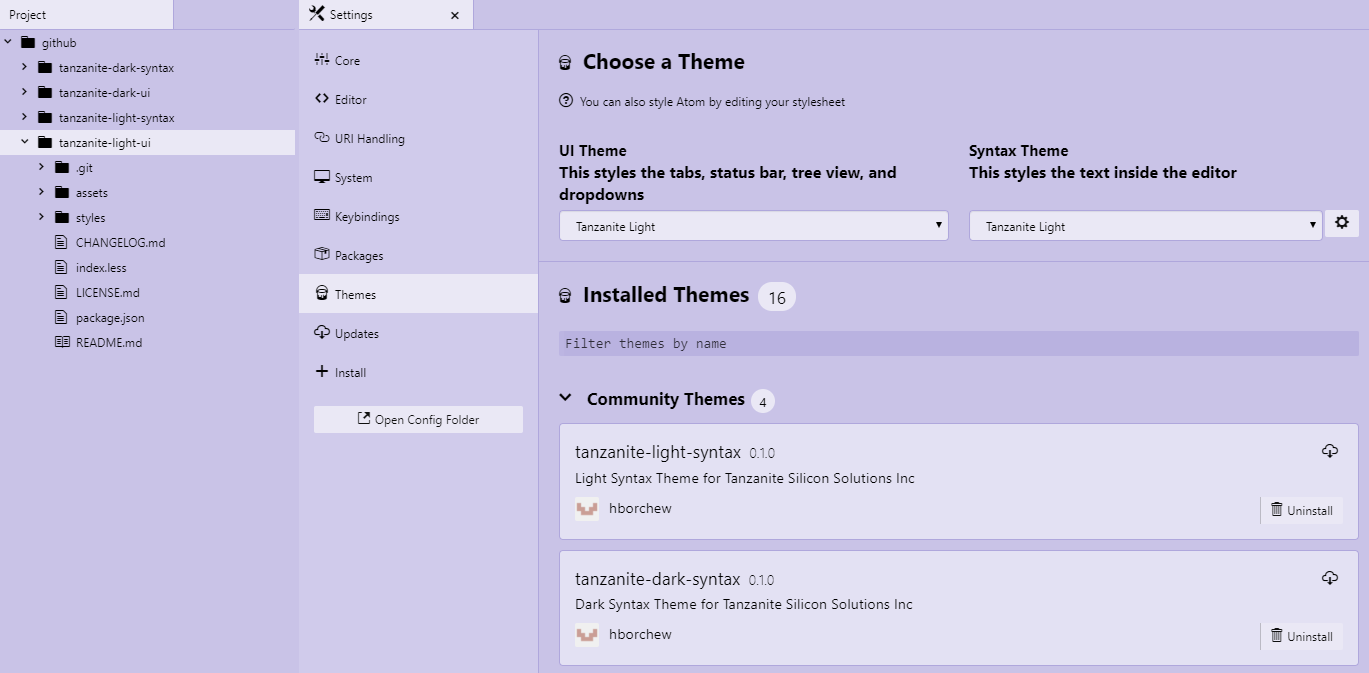 Project
github
tanzanite-dark-syntax
tanzanite-dark-ui
tanzanite-light-syntax
tanzanite-light-ui
.git
assets
styles
CHANGELOG.md
index.less
LICENSE.md
package.json
README.md
Settings
Core
Editor
URI Handling
System
Keybindings
Packages
Themes
Updates
Install
Open Config Folder
Choose a Theme
You can also style Atom by editing your stylesheet
UI Theme
This styles the tabs, status bar, tree view, and
dropdowns
Tanzanite Light
Syntax Theme
This styles the text inside the editor
Tanzanite Light
Installed Themes 16
Filter themes by name
Community Themes 4
tanzanite-light-syntax 0.1.0
Light Syntax Theme for Tanzanite Silicon Solutions Inc
hborchew
Uninstall
tanzanite-dark-syntax 0.1.0
Dark Syntax Theme for Tanzanite Silicon Solutions Inc
hborchew
Uninstall